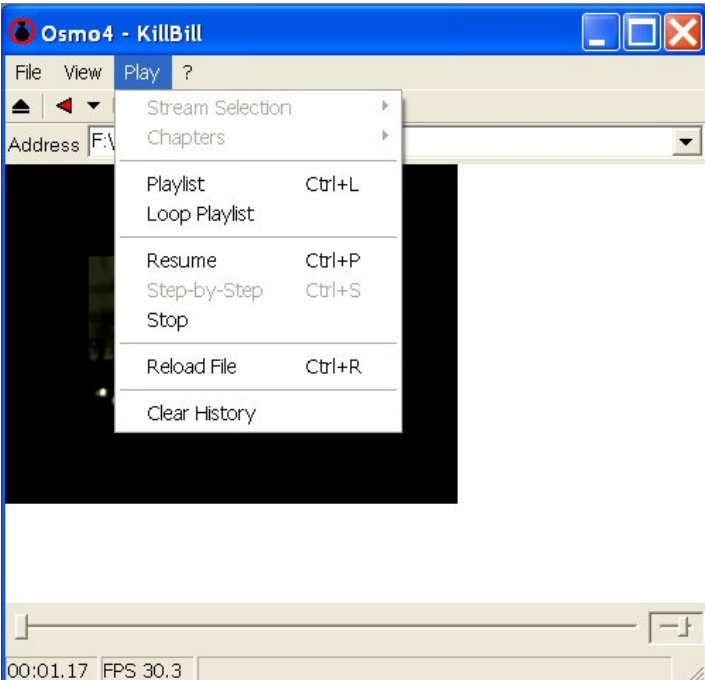 Osmo4 - KillBill
File View Play ?
Stream Selection
Chapters
Address F:\
Playlist Ctrl+L
Loop Playlist
Resume Ctrl+P
Step-by-Step Ctrl+S
Stop
Reload File Ctrl+R
Clear History
00:01.17 FPS 30.3